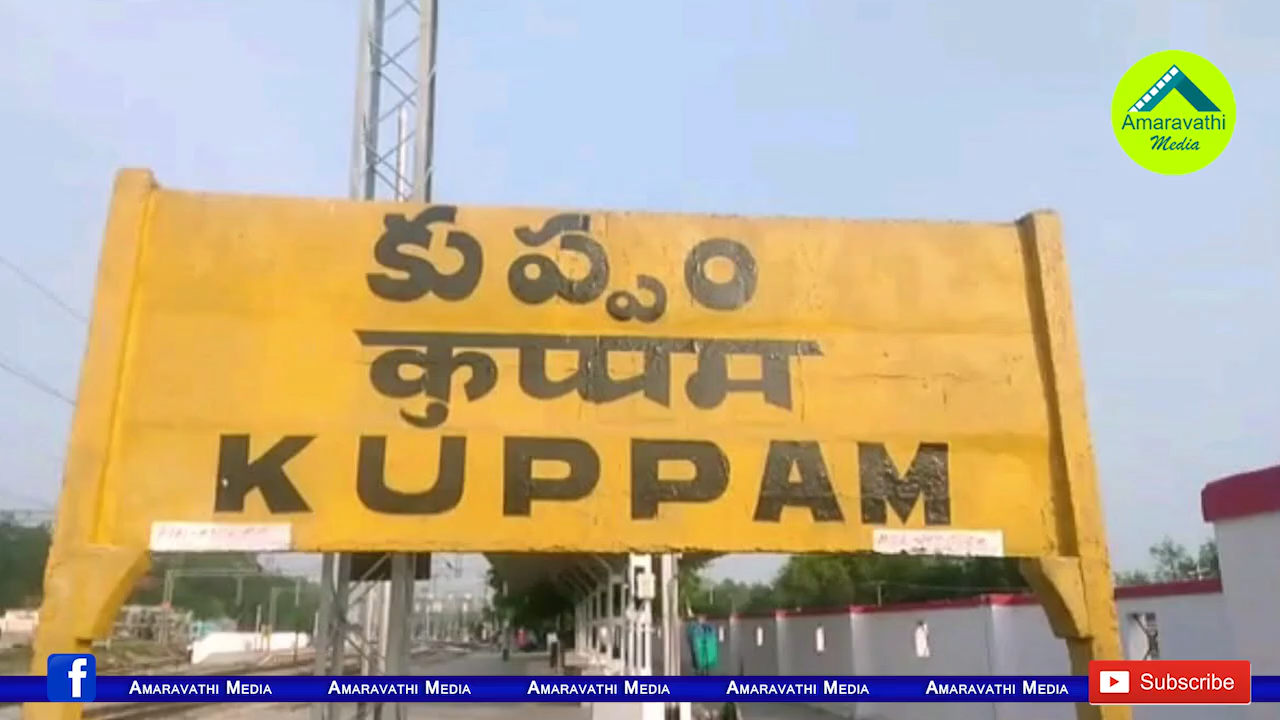 Amaravathi
Media
కుప్పం
कुप्पम
KUPPAM
AMARAVATHI MEDIA AMARAVATHI MEDIA AMARAVATHI MEDIA AMARAVATHI MEDIA AMARAVATHI MEDIA
Subscribe